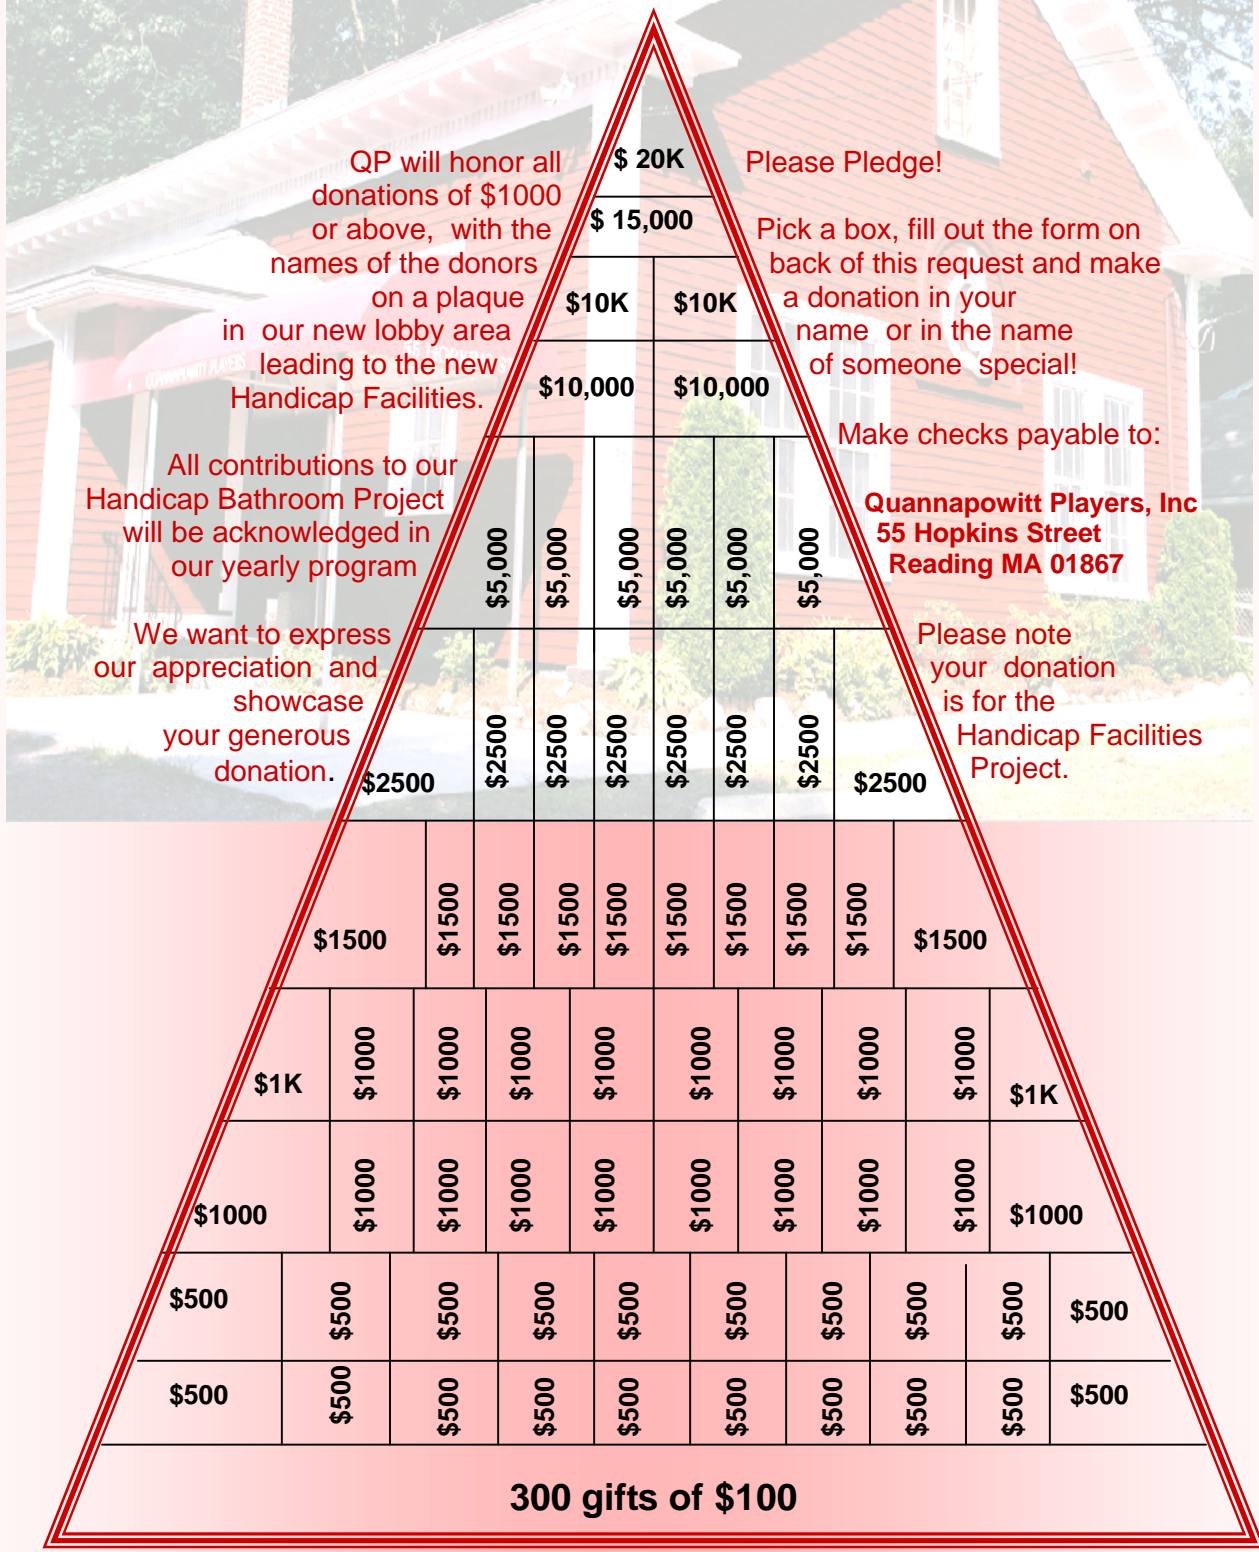 QP will honor all
donations of $1000
or above, with the
names of the donors
on a plaque
in our new lobby area
leading to the new
Handicap Facilities.
All contributions to our
Handicap Bathroom Project
will be acknowledged in
our yearly program
We want to express
our appreciation and
showcase
your generous
donation.
Please Pledge!
Pick a box, fill out the form on
back of this request and make
a donation in your
name or in the name
of someone special!
Make checks payable to:
Quannapowitt Players, Inc
55 Hopkins Street
Reading MA 01867
Please note
your donation
is for the
Handicap Facilities
Project.
$ 20K
$ 15,000
$10K $10K
$10,000 $10,000
$5,000 $5,000 $5,000 $5,000 $5,000 $5,000
$2500 $2500 $2500 $2500 $2500 $2500 $2500 $2500
$1500 $1500 $1500 $1500 $1500 $1500 $1500 $1500 $1500 $1500
$1K $1000 $1000 $1000 $1000 $1000 $1000 $1000 $1000 $1K
$1000 $1000 $1000 $1000 $1000 $1000 $1000 $1000 $1000 $1000
$500 $500 $500 $500 $500 $500 $500 $500 $500 $500
$500 $500 $500 $500 $500 $500 $500 $500 $500 $500
300 gifts of $100
QUANNAPOWITT PLAYERS
55 HOPKINS ST